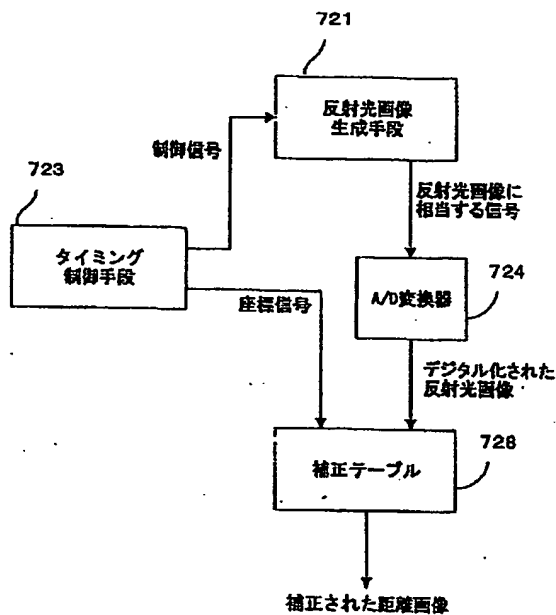 721
反射光画像
生成手段
制御信号
723
反射光画像に
相当する信号
タイミング
制御手段
724
座標信号
A/D変換器
デジタル化された
反射光画像
728
補正テーブル
補正された距離画像